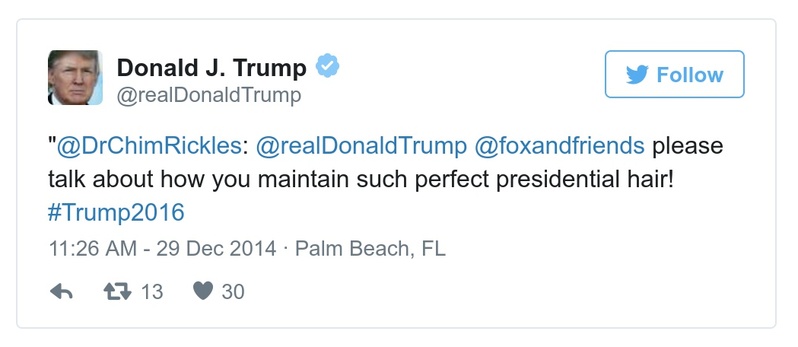 Donald J. Trump
Follow
@realDonaldTrump
"@DrChimRickles: @realDonaldTrump @foxandfriends please
talk about how you maintain such perfect presidential hair!
#Trump2016
11:26 AM - 29 Dec 2014 · Palm Beach, FL
13 30